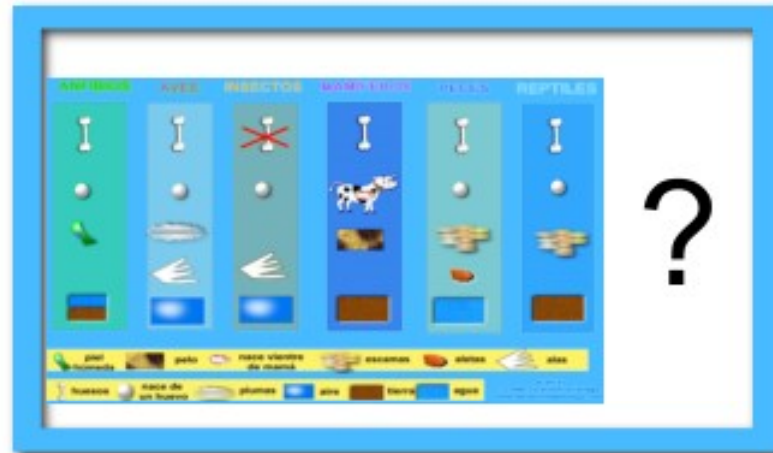 ANFIBIOS AVES INSECTOS MAMIFEROS PECES REPTILES
?
piel húmeda pelo nace vientre de mamá escamas aletas alas
huesos nace de un huevo plumas aire tierra agua